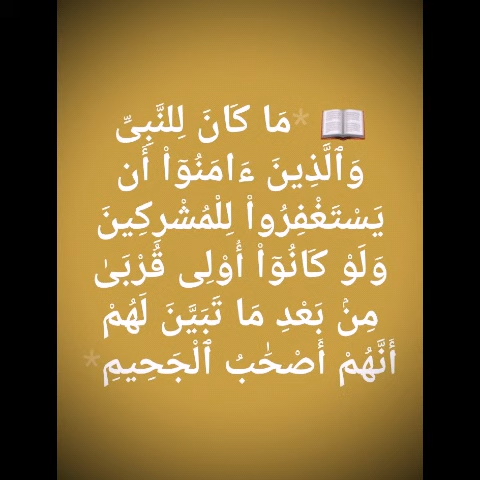 📖 *مَا كَانَ لِلنَّبِىِّ
وَٱلَّذِينَ ءَامَنُوٓا۟ أَن
يَسْتَغْفِرُوا۟ لِلْمُشْرِكِينَ
وَلَوْ كَانُوٓا۟ أُو۟لِى قُرْبَىٰ
مِنۢ بَعْدِ مَا تَبَيَّنَ لَهُمْ
أَنَّهُمْ أَصْحَٰبُ ٱلْجَحِيمِ*